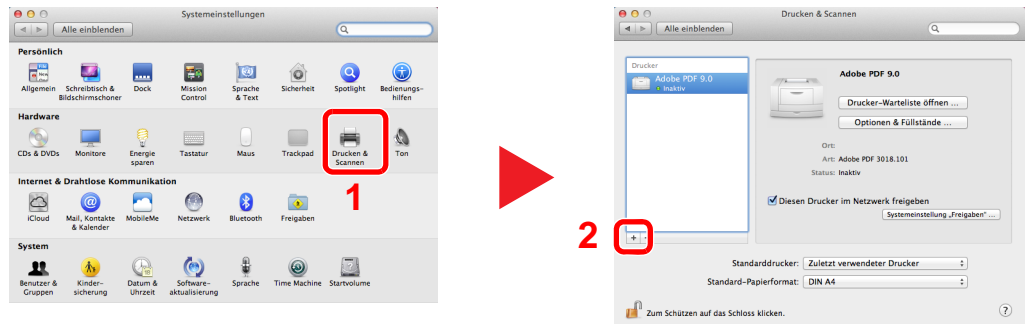 Systemeinstellungen
Alle einblenden
Persönlich
Allgemein
Schreibtisch &
Bildschirmschoner
Dock
Mission
Control
Sprache
& Text
Sicherheit
Spotlight
Bedienungs-
hilfen
Hardware
CDs & DVDs
Monitore
Energie
sparen
Tastatur
Maus
Trackpad
Drucken &
Scannen
Ton
1
Internet & Drahtlose Kommunikation
iCloud
Mail, Kontakte
& Kalender
MobileMe
Netzwerk
Bluetooth
Freigaben
System
Benutzer &
Gruppen
Kinder-
sicherung
Datum &
Uhrzeit
Software-
aktualisierung
Sprache
Time Machine
Startvolume
Drucken & Scannen
Alle einblenden
Drucker
Adobe PDF 9.0
Inaktiv
Adobe PDF 9.0
Drucker-Warteliste öffnen ...
Optionen & Füllstände ...
Ort:
Art: Adobe PDF 3018.101
Status: Inaktiv
Diesen Drucker im Netzwerk freigeben
Systemeinstellung „Freigaben“ ...
2
+ -
Standarddrucker: Zuletzt verwendeter Drucker
Standard-Papierformat: DIN A4
Zum Schützen auf das Schloss klicken.
?